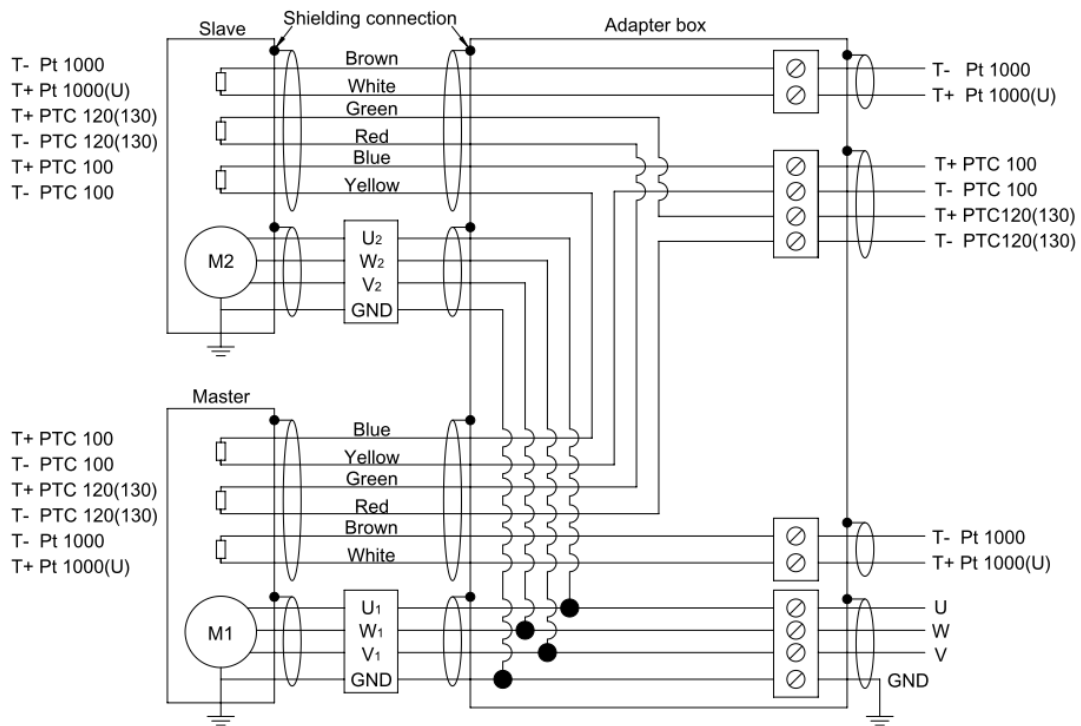 Slave
Shielding connection
Adapter box
T- Pt 1000
T+ Pt 1000(U)
T+ PTC 120(130)
T- PTC 120(130)
T+ PTC 100
T- PTC 100
Brown
White
Green
Red
Blue
Yellow
T- Pt 1000
T+ Pt 1000(U)
T+ PTC 100
T- PTC 100
T+ PTC120(130)
T- PTC120(130)
M2
U2
W2
V2
GND
Master
T+ PTC 100
T- PTC 100
T+ PTC 120(130)
T- PTC 120(130)
T- Pt 1000
T+ Pt 1000(U)
Blue
Yellow
Green
Red
Brown
White
T- Pt 1000
T+ Pt 1000(U)
M1
U1
W1
V1
GND
U
W
V
GND